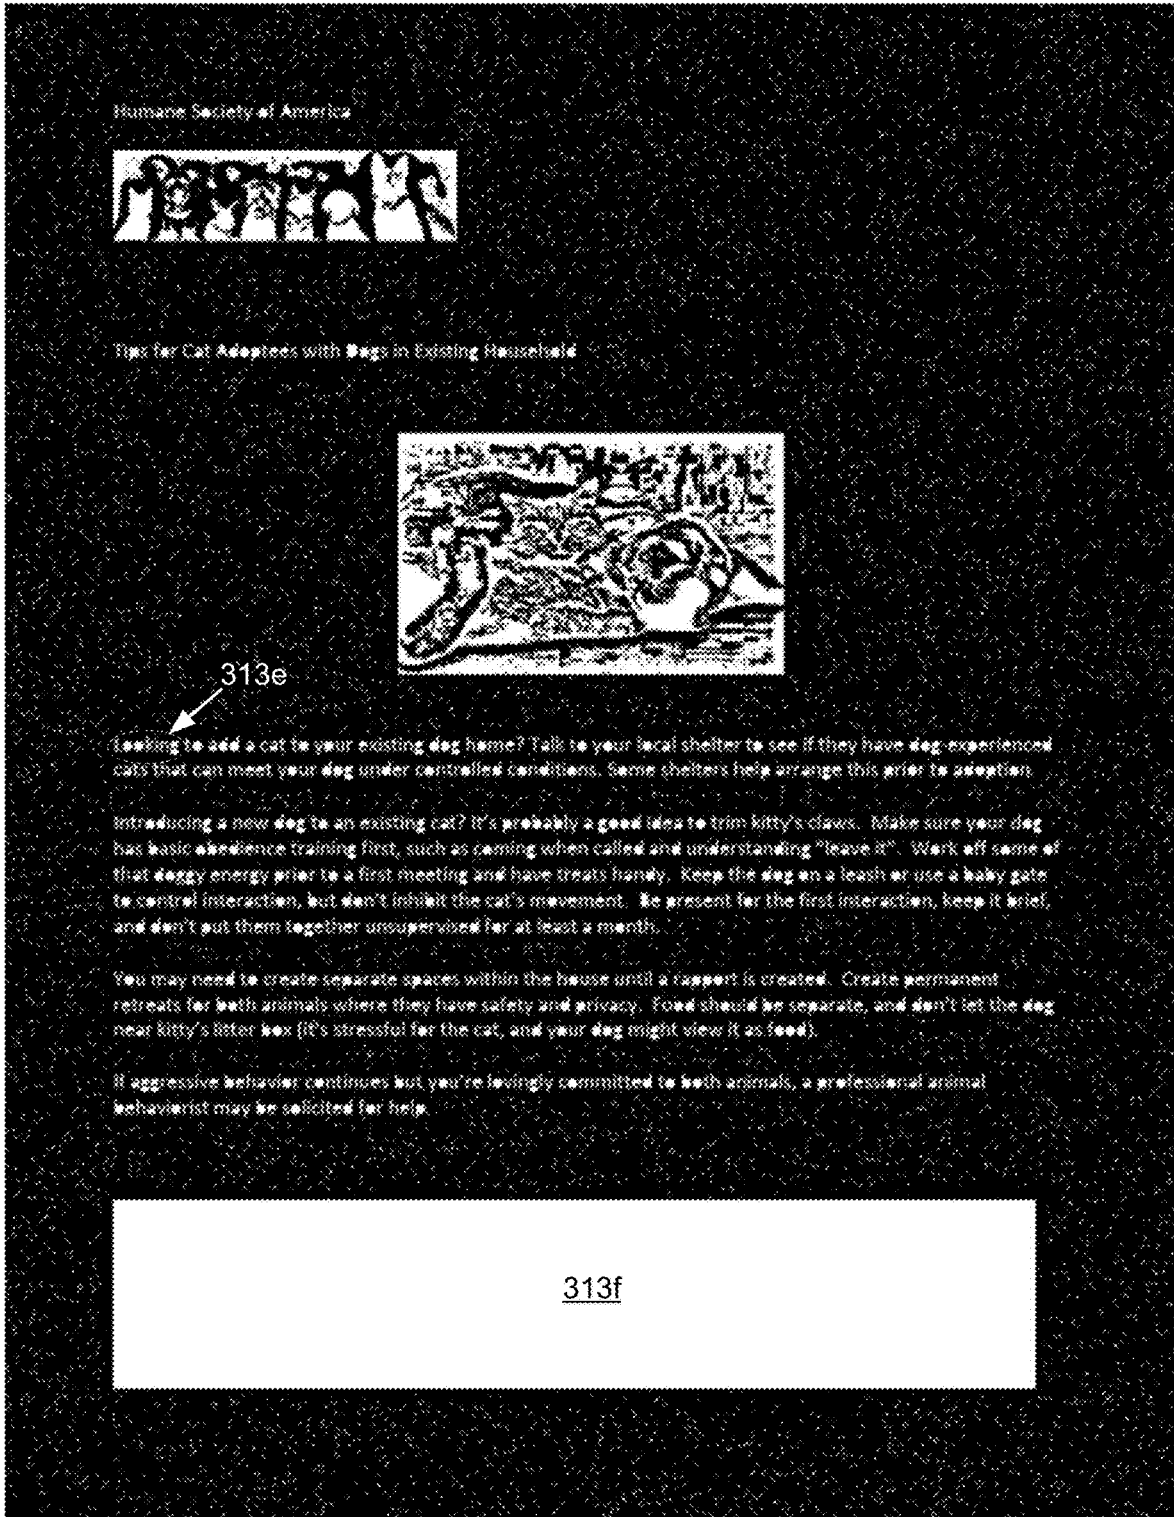 Humane Society of America
Tips for Cat Adoptees with Dogs in Existing Household
313e
Looking to add a cat to your existing dog home? Talk to your local shelter to see if they have dog-experienced
cats that can meet your dog under controlled conditions. Some shelters help arrange this prior to adoption.
Introducing a new dog to an existing cat? It's probably a good idea to trim kitty's claws. Make sure your dog
has basic obedience training first, such as coming when called and understanding "leave it". Work off some of
that doggy energy prior to a first meeting and have treats handy. Keep the dog on a leash or use a baby gate
to control interaction, but don't inhibit the cat's movement. Be present for the first interaction, keep it brief,
and don't put them together unsupervised for at least a month.
You may need to create separate spaces within the house until a rapport is created. Create permanent
retreats for both animals where they have safety and privacy. Food should be separate, and don't let the dog
near kitty's litter box (it's stressful for the cat, and your dog might view it as food).
If aggressive behavior continues but you're lovingly committed to both animals, a professional animal
behaviorist may be solicited for help.
313f